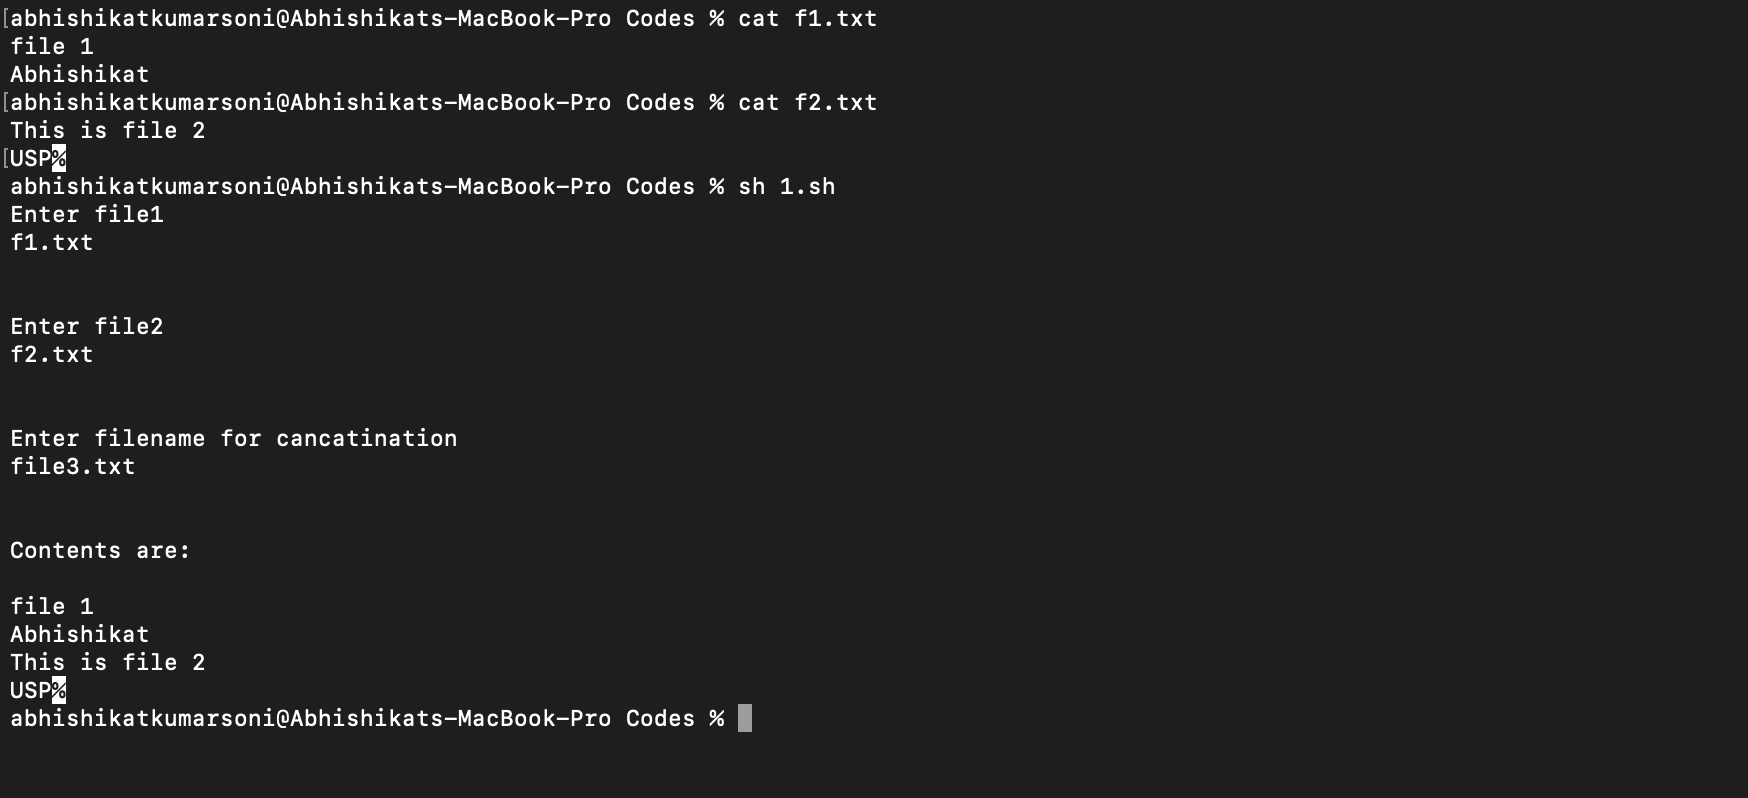 [abhishikatkumarsoni@Abhishikats-MacBook-Pro Codes % cat f1.txt
file 1
Abhishikat
[abhishikatkumarsoni@Abhishikats-MacBook-Pro Codes % cat f2.txt
This is file 2
[USP%
abhishikatkumarsoni@Abhishikats-MacBook-Pro Codes % sh 1.sh
Enter file1
f1.txt
Enter file2
f2.txt
Enter filename for cancatination
file3.txt
Contents are:
file 1
Abhishikat
This is file 2
USP%
abhishikatkumarsoni@Abhishikats-MacBook-Pro Codes %